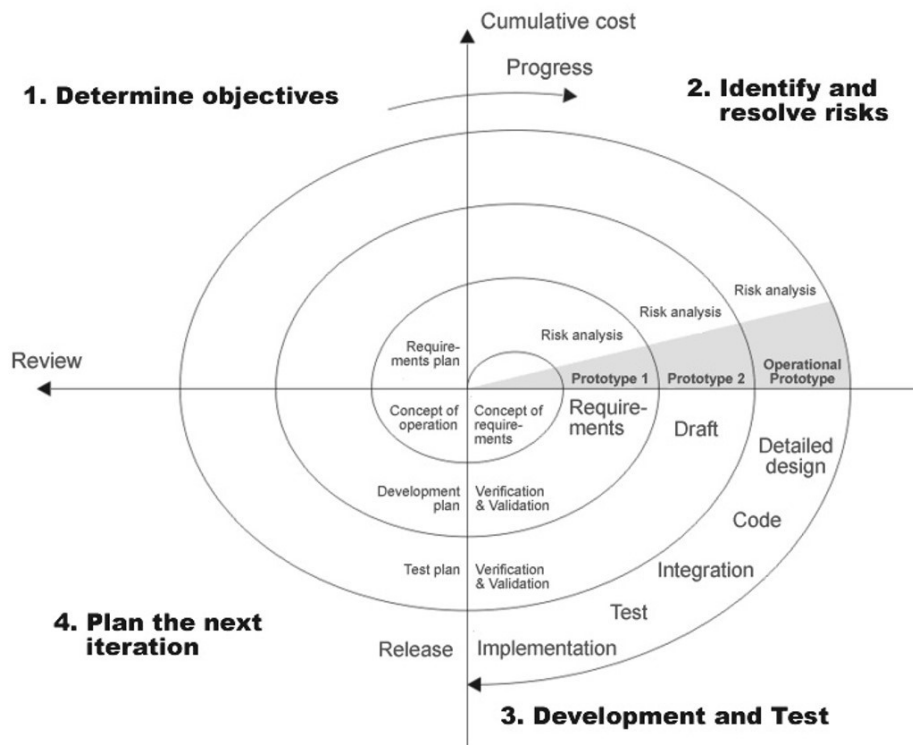 Cumulative cost
Progress
1. Determine objectives
2. Identify and
resolve risks
Risk analysis
Risk analysis
Risk analysis
Require-
ments plan
Review
Prototype 1
Prototype 2
Operational
Prototype
Concept of
operation
Concept of
require-
ments
Require-
ments
Draft
Detailed
design
Development
plan
Verification
& Validation
Code
Test plan
Verification
& Validation
Integration
Test
4. Plan the next
iteration
Release
Implementation
3. Development and Test